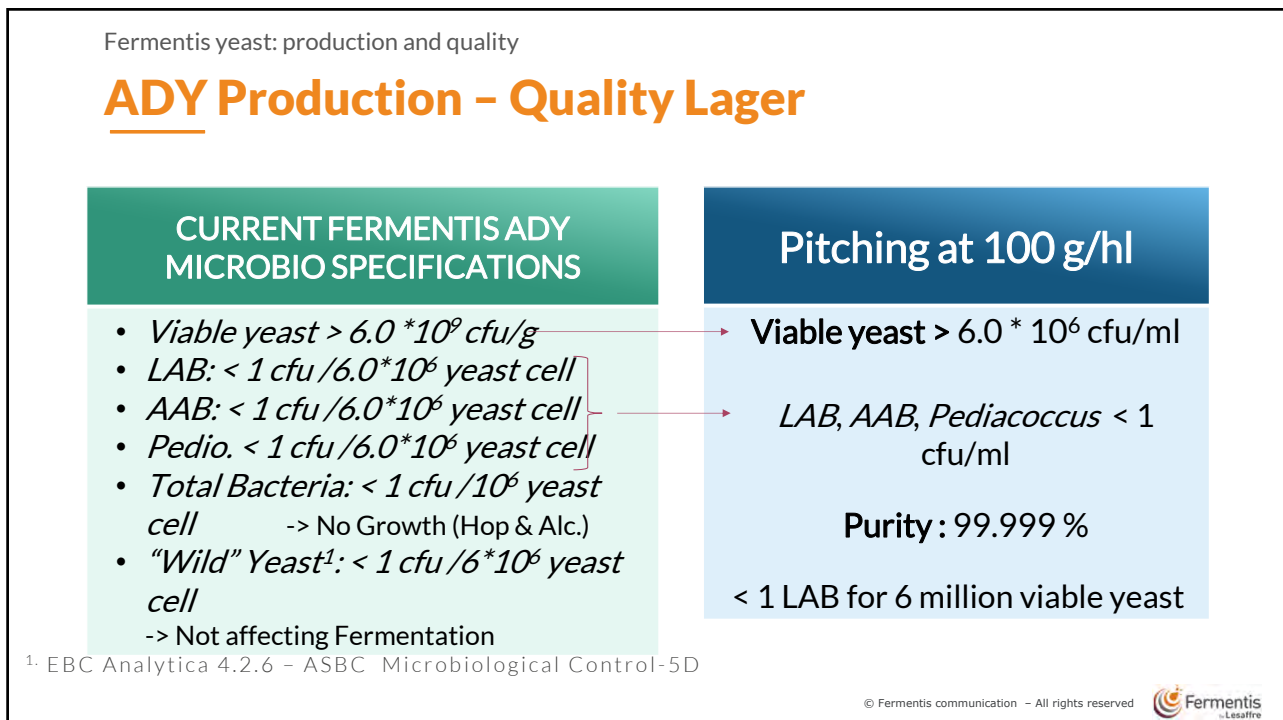 Fermentis yeast: production and quality
ADY Production – Quality Lager
CURRENT FERMENTIS ADY
MICROBIO SPECIFICATIONS
• Viable yeast > 6.0 *10⁹ cfu/g
• LAB: < 1 cfu /6.0*10⁶ yeast cell
• AAB: < 1 cfu /6.0*10⁶ yeast cell
• Pedio. < 1 cfu /6.0*10⁶ yeast cell
• Total Bacteria: < 1 cfu /10⁶ yeast
cell -> No Growth (Hop & Alc.)
• “Wild” Yeast¹: < 1 cfu /6*10⁶ yeast
cell
-> Not affecting Fermentation
Pitching at 100 g/hl
Viable yeast > 6.0 * 10⁶ cfu/ml
LAB, AAB, Pediacoccus < 1
cfu/ml
Purity : 99.999 %
< 1 LAB for 6 million viable yeast
1. EBC Analytica 4.2.6 – ASBC Microbiological Control-5D
© Fermentis communication – All rights reserved
Fermentis
by Lesaffre